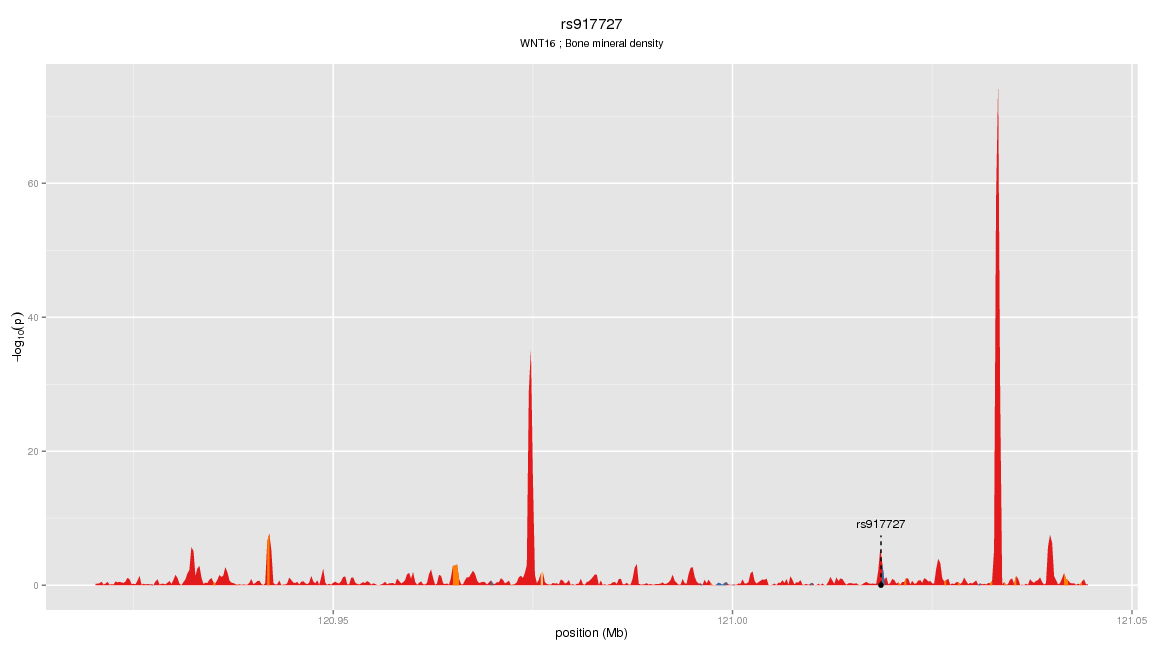 rs917727
WNT16 ; Bone mineral density
−log10(p)
60
40
20
0
rs917727
120.95
121.00
121.05
position (Mb)